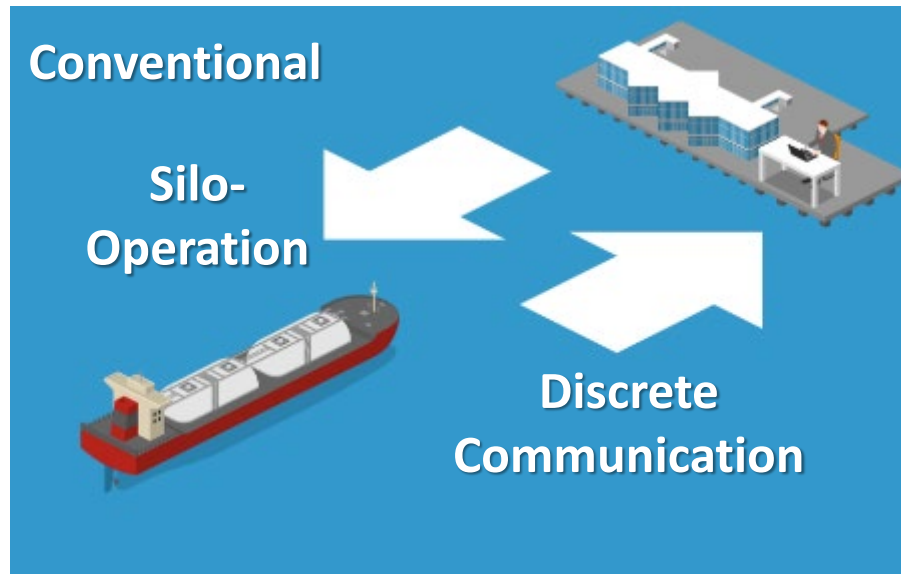 Conventional
Silo-
Operation
Discrete
Communication